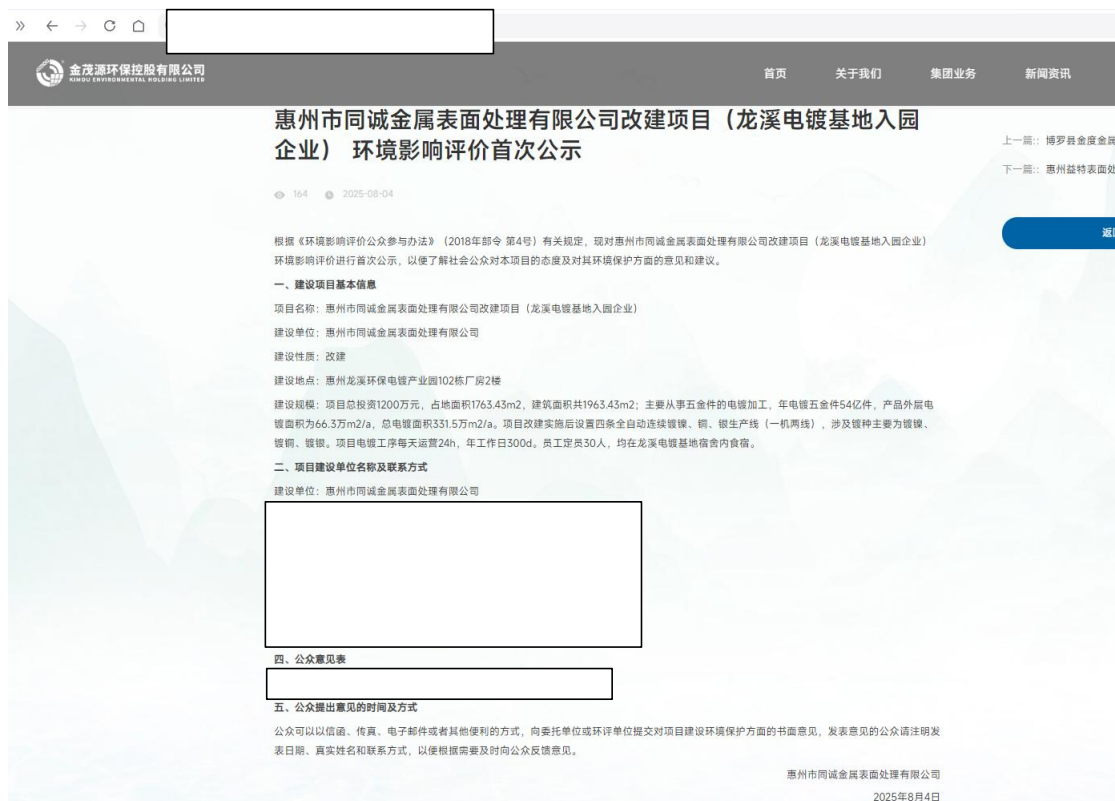 金茂源环保控股有限公司
KIMOU ENVIRONMENTAL HOLDING LIMITED
首页 关于我们 集团业务 新闻资讯
惠州市同诚金属表面处理有限公司改建项目（龙溪电镀基地入园
企业） 环境影响评价首次公示
164 2025-08-04
上一篇：: 博罗县金度金属
下一篇：: 惠州益特表面处
返
根据《环境影响评价公众参与办法》（2018年部令 第4号）有关规定，现对惠州市同诚金属表面处理有限公司改建项目（龙溪电镀基地入园企业）
环境影响评价进行首次公示，以便了解社会公众对本项目的态度及对其环境保护方面的意见和建议。
一、建设项目基本信息
项目名称：惠州市同诚金属表面处理有限公司改建项目（龙溪电镀基地入园企业）
建设单位：惠州市同诚金属表面处理有限公司
建设性质：改建
建设地点：惠州龙溪环保电镀产业园102栋厂房2楼
建设规模：项目总投资1200万元，占地面积1763.43m2，建筑面积共1963.43m2；主要从事五金件的电镀加工，年电镀五金件54亿件，产品外层电
镀面积为66.3万m2/a，总电镀面积331.5万m2/a。项目改建实施后设置四条全自动连续镀镍、铜、银生产线（一机两线），涉及镀种主要为镀镍、
镀铜、镀银。项目电镀工序每天运营24h，年工作日300d。员工定员30人，均在龙溪电镀基地宿舍内食宿。
二、项目建设单位名称及联系方式
建设单位：惠州市同诚金属表面处理有限公司
四、公众意见表
五、公众提出意见的时间及方式
公众可以以信函、传真、电子邮件或者其他便利的方式，向委托单位或环评单位提交对项目建设环境保护方面的书面意见，发表意见的公众请注明发
表日期、真实姓名和联系方式，以便根据需要及时向公众反馈意见。
惠州市同诚金属表面处理有限公司
2025年8月4日